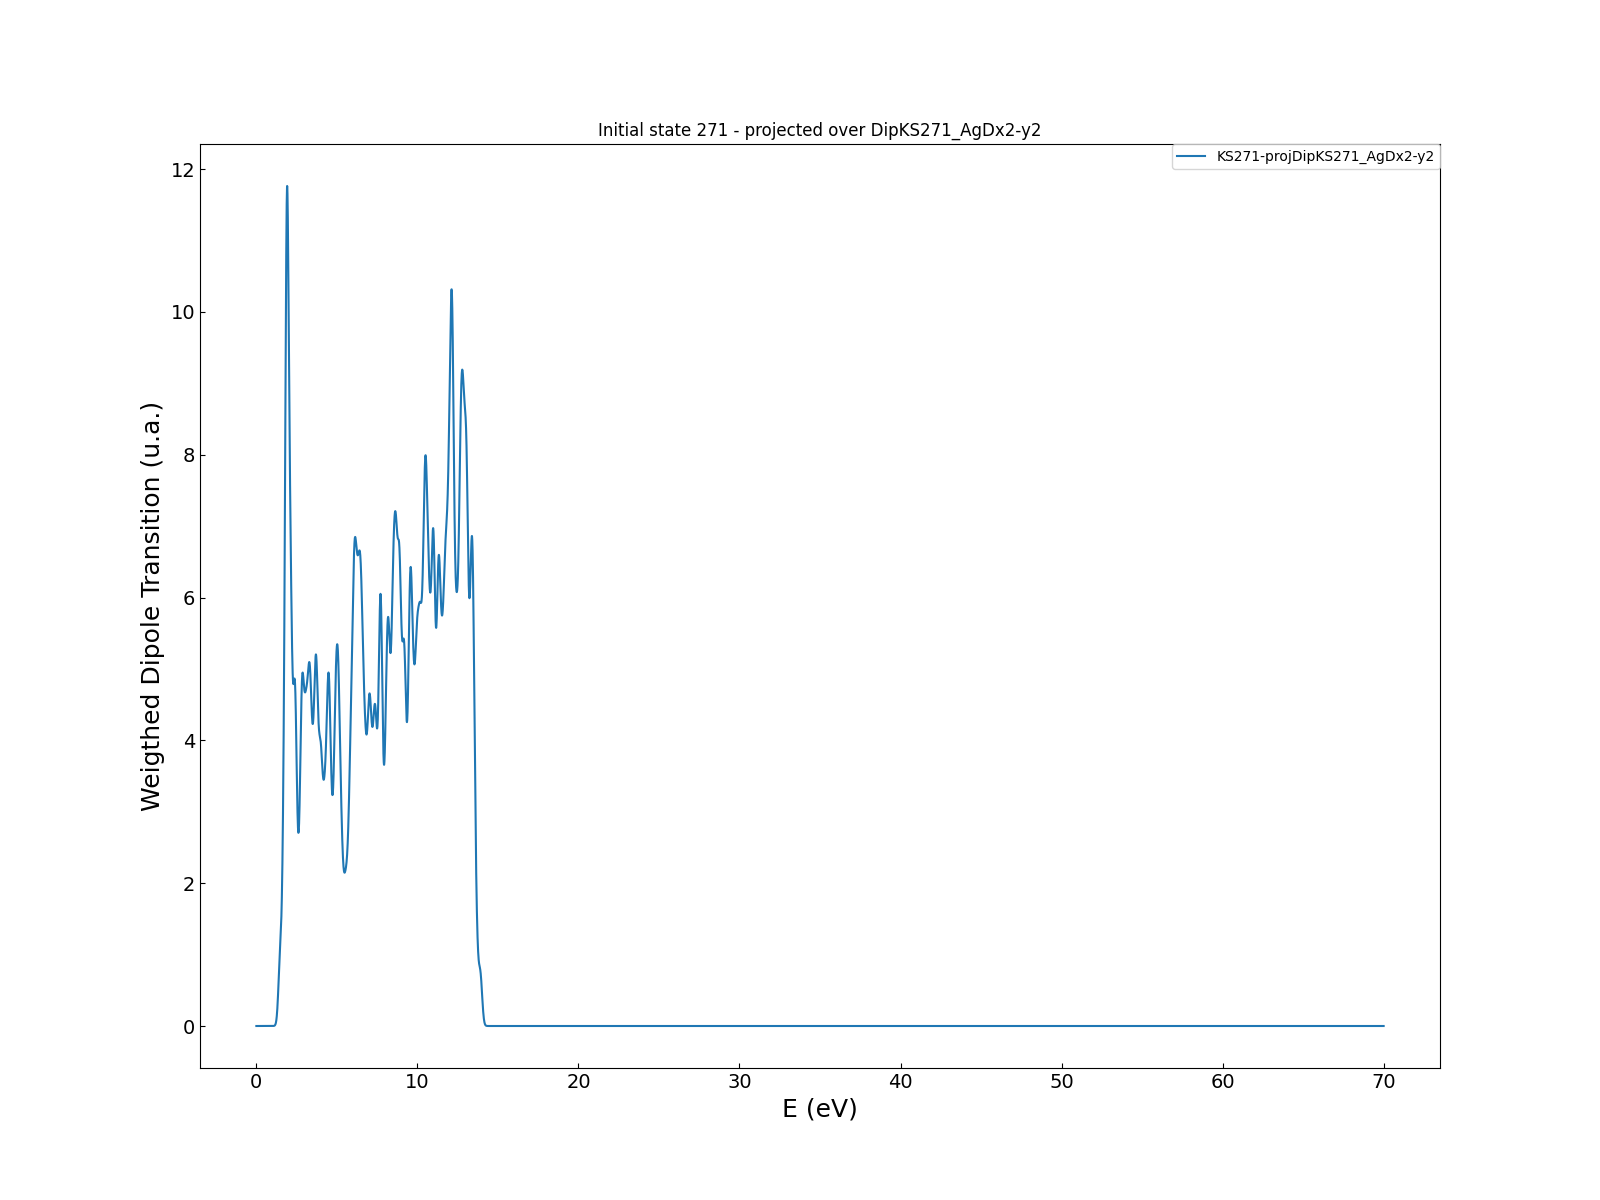 Initial state 271 - projected over DipKS271_AgDx2-y2
KS271-projDipKS271_AgDx2-y2
12
10
8
6
4
2
0
Weigthed Dipole Transition (u.a.)
0 10 20 30 40 50 60 70
E (eV)